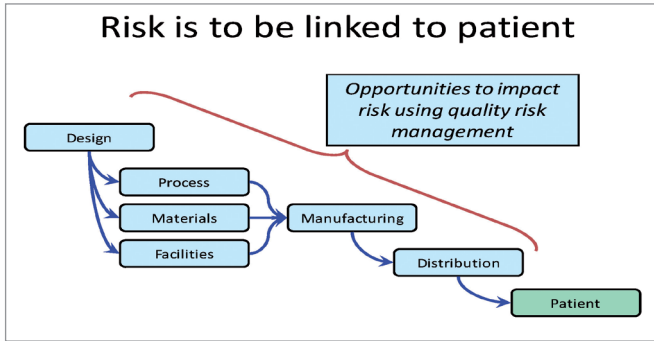 Risk is to be linked to patient
Opportunities to impact
risk using quality risk
management
Design
Process
Materials
Facilities
Manufacturing
Distribution
Patient